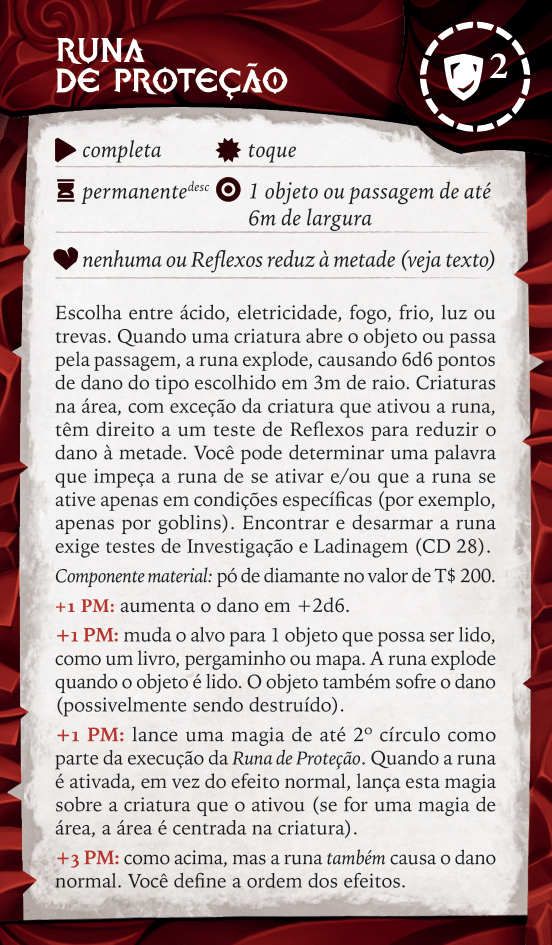 RUNA
DE PROTEÇÃO
2
completa toque
permanentedesc 1 objeto ou passagem de até
6m de largura
nenhuma ou Reflexos reduz à metade (veja texto)
Escolha entre ácido, eletricidade, fogo, frio, luz ou
trevas. Quando uma criatura abre o objeto ou passa
pela passagem, a runa explode, causando 6d6 pontos
de dano do tipo escolhido em 3m de raio. Criaturas
na área, com exceção da criatura que ativou a runa,
têm direito a um teste de Reflexos para reduzir o
dano à metade. Você pode determinar uma palavra
que impeça a runa de se ativar e/ou que a runa se
ative apenas em condições específicas (por exemplo,
apenas por goblins). Encontrar e desarmar a runa
exige testes de Investigação e Ladinagem (CD 28).
Componente material: pó de diamante no valor de T$ 200.
+1 PM: aumenta o dano em +2d6.
+1 PM: muda o alvo para 1 objeto que possa ser lido,
como um livro, pergaminho ou mapa. A runa explode
quando o objeto é lido. O objeto também sofre o dano
(possivelmente sendo destruído).
+1 PM: lance uma magia de até 2º círculo como
parte da execução da Runa de Proteção. Quando a runa
é ativada, em vez do efeito normal, lança esta magia
sobre a criatura que o ativou (se for uma magia de
área, a área é centrada na criatura).
+3 PM: como acima, mas a runa também causa o dano
normal. Você define a ordem dos efeitos.